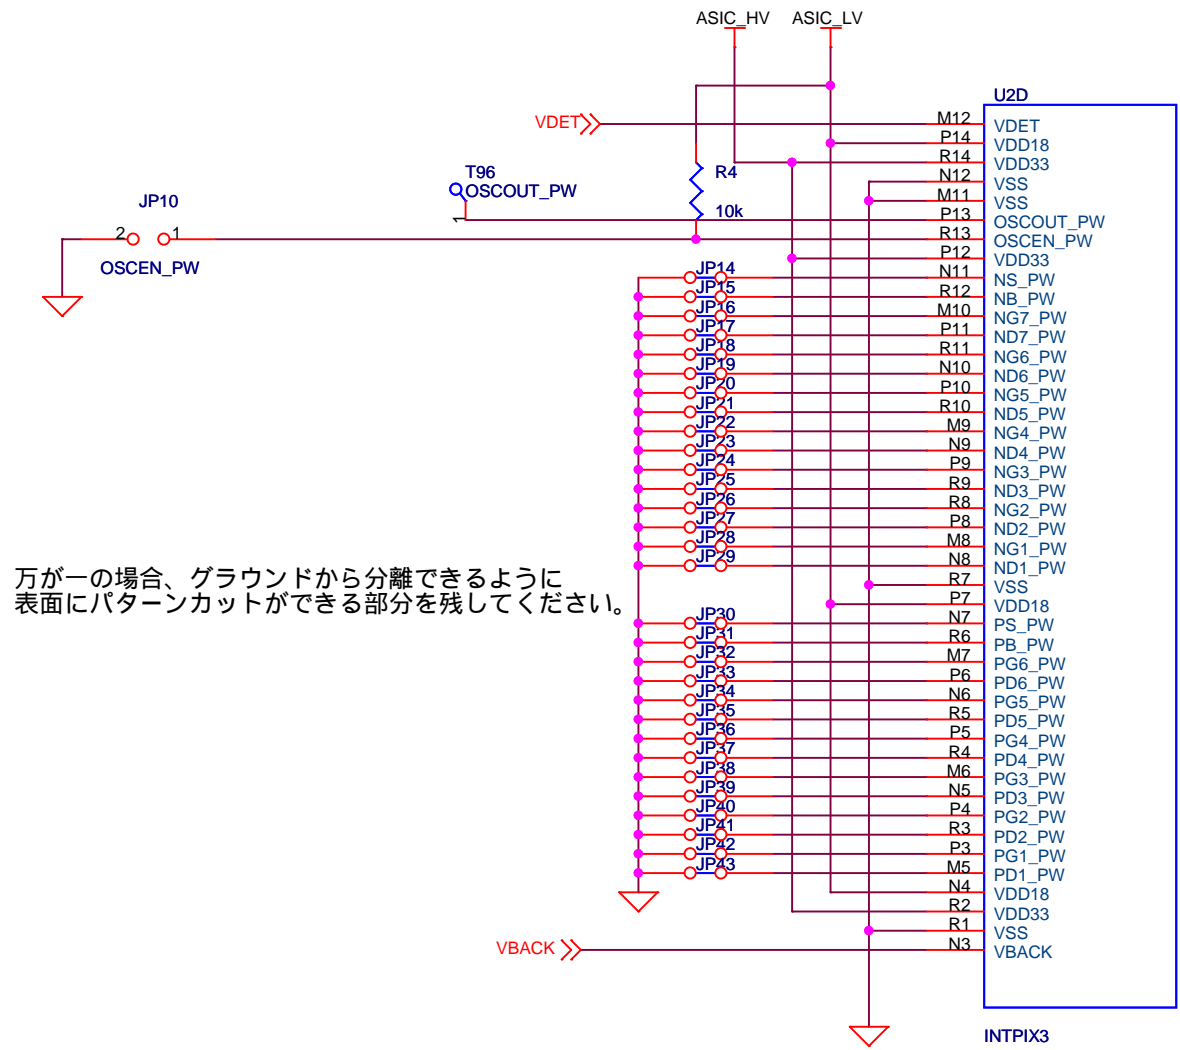 ASIC_HV ASIC_LV
U2D
VDET M12 VDET
P14 VDD18
R14 VDD33
T96 R4 N12 VSS
OSCOUT_PW M11 VSS
JP10 1 10k P13 OSCOUT_PW
2 1 R13 OSCEN_PW
OSCEN_PW P12 VDD33
JP14 N11 NS_PW
JP15 R12 NB_PW
JP16 M10 NG7_PW
JP17 P11 ND7_PW
JP18 R11 NG6_PW
JP19 N10 ND6_PW
JP20 P10 NG5_PW
JP21 R10 ND5_PW
JP22 M9 NG4_PW
JP23 N9 ND4_PW
JP24 P9 NG3_PW
JP25 R9 ND3_PW
JP26 R8 NG2_PW
JP27 P8 ND2_PW
JP28 M8 NG1_PW
JP29 N8 ND1_PW
万が一の場合、グラウンドから分離できるように
表面にパターンカットができる部分を残してください。
R7 VSS
P7 VDD18
JP30 N7 PS_PW
JP31 R6 PB_PW
JP32 M7 PG6_PW
JP33 P6 PD6_PW
JP34 N6 PG5_PW
JP35 R5 PD5_PW
JP36 P5 PG4_PW
JP37 R4 PD4_PW
JP38 M6 PG3_PW
JP39 N5 PD3_PW
JP40 P4 PG2_PW
JP41 R3 PD2_PW
JP42 P3 PG1_PW
JP43 M5 PD1_PW
N4 VDD18
R2 VDD33
R1 VSS
VBACK N3 VBACK
INTPIX3